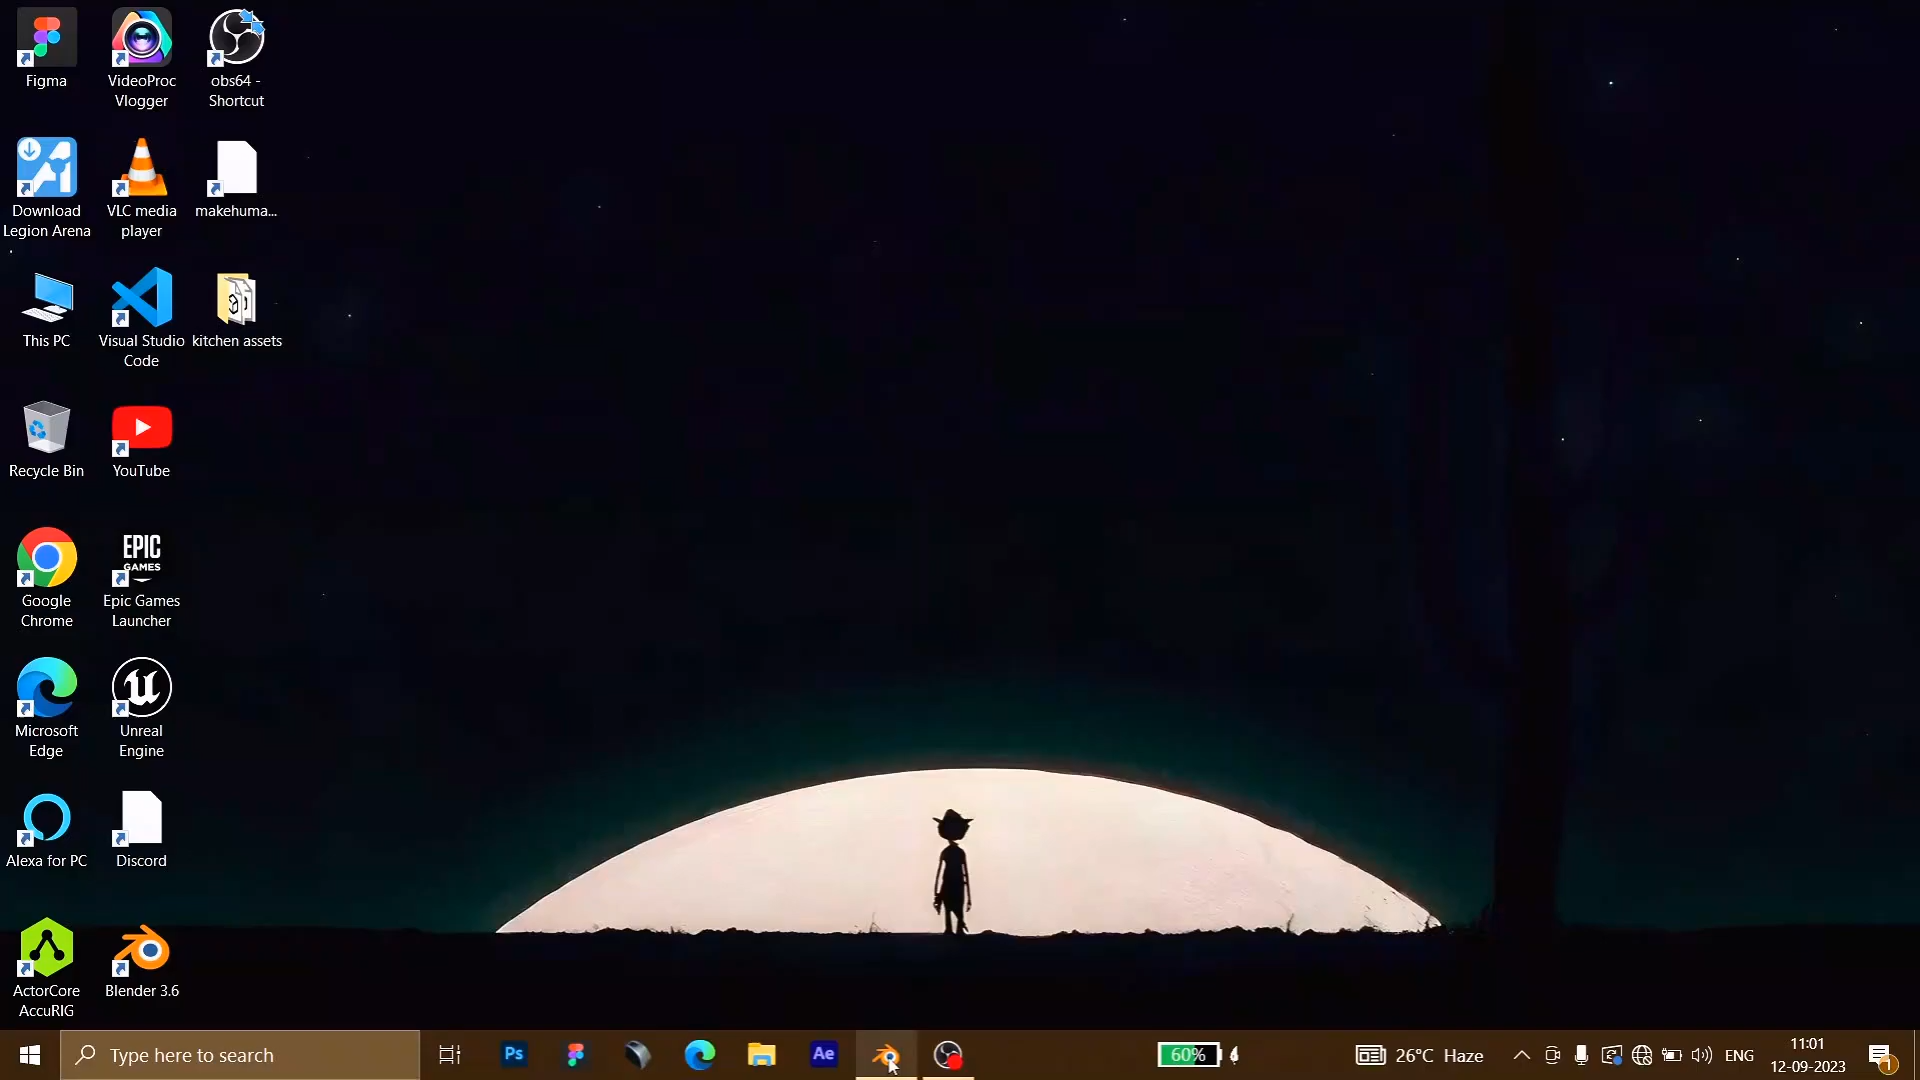 Figma
VideoProc
Vlogger
obs64 -
Shortcut
Download
Legion Arena
VLC media
player
makehuma...
This PC
Visual Studio
Code
kitchen assets
Recycle Bin
YouTube
Google
Chrome
EPIC
GAMES
Epic Games
Launcher
Microsoft
Edge
Unreal
Engine
Alexa for PC
Discord
ActorCore
AccuRIG
Blender 3.6
Type here to search
Ps
Ae
60%
26°C Haze
ENG
11:01
12-09-2023
1